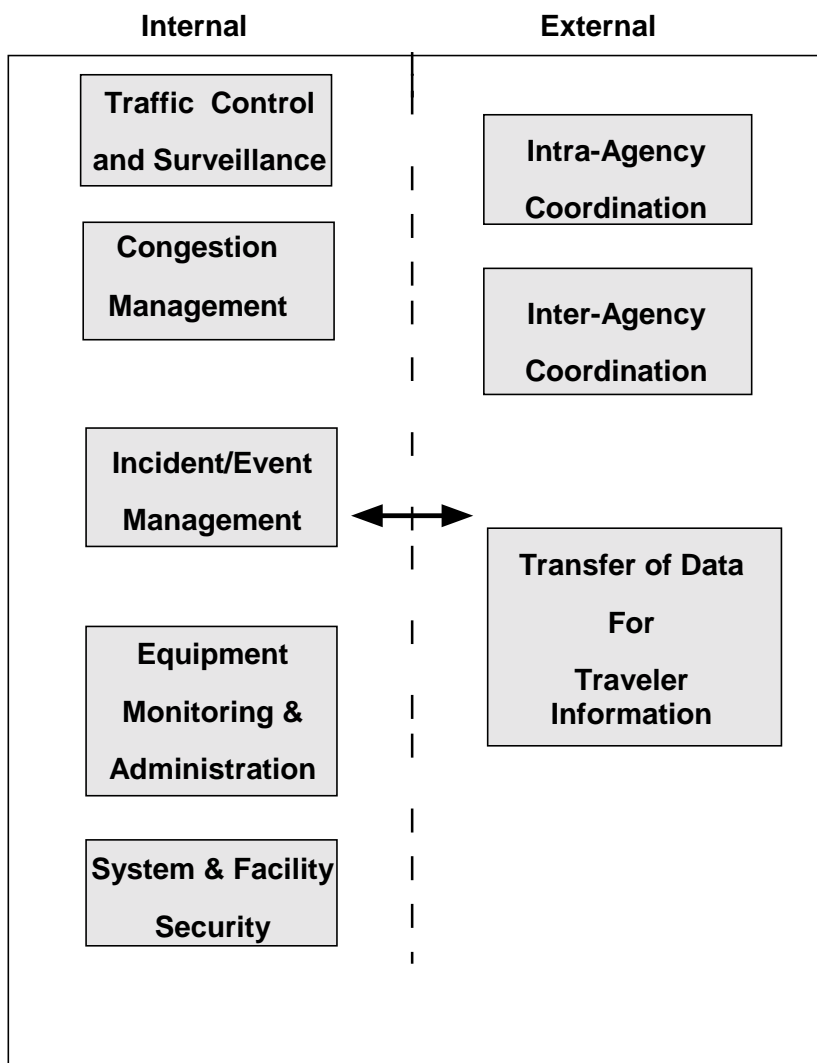 Internal
External
Traffic Control
and Surveillance
Congestion
Management
Incident/Event
Management
Equipment
Monitoring &
Administration
System & Facility
Security
Intra-Agency
Coordination
Inter-Agency
Coordination
Transfer of Data
For
Traveler
Information